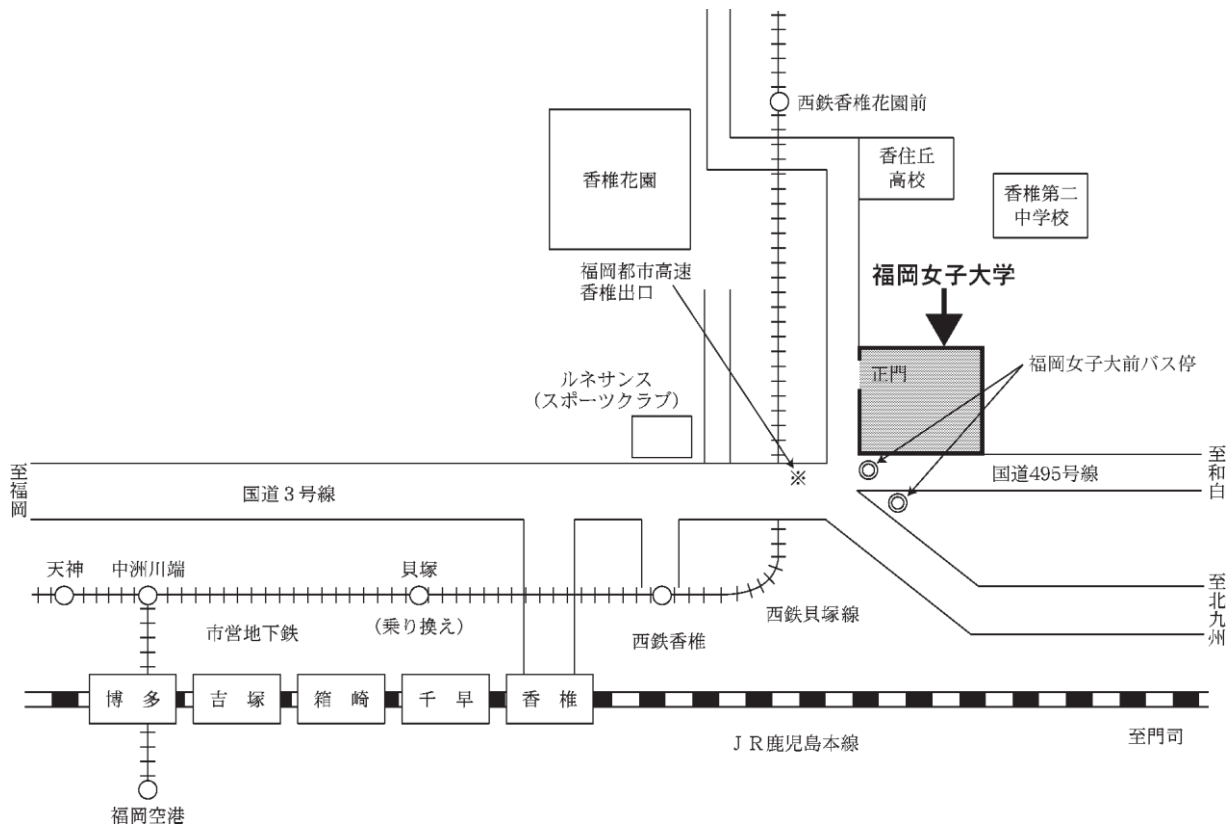 西鉄香椎花園前
香住丘
高校
香椎花園
香椎第二
中学校
福岡都市高速
香椎出口
福岡女子大学
正門
福岡女子大前バス停
ルネサンス
(スポーツクラブ)
至福岡
国道3号線
※
国道495号線
至和白
天神
中洲川端
貝塚
(乗り換え)
市営地下鉄
西鉄香椎
西鉄貝塚線
至北九州
博多
吉塚
箱崎
千早
香椎
JR鹿児島本線
至門司
福岡空港